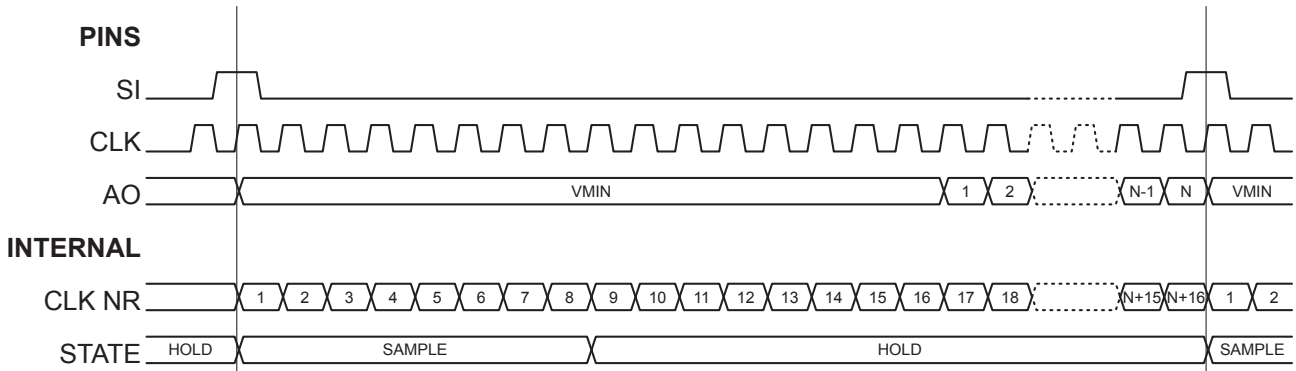 PINS
SI
CLK
AO VMIN 1 2 N-1 N VMIN
INTERNAL
CLK NR 1 2 3 4 5 6 7 8 9 10 11 12 13 14 15 16 17 18 N+15 N+16 1 2
STATE HOLD SAMPLE HOLD SAMPLE